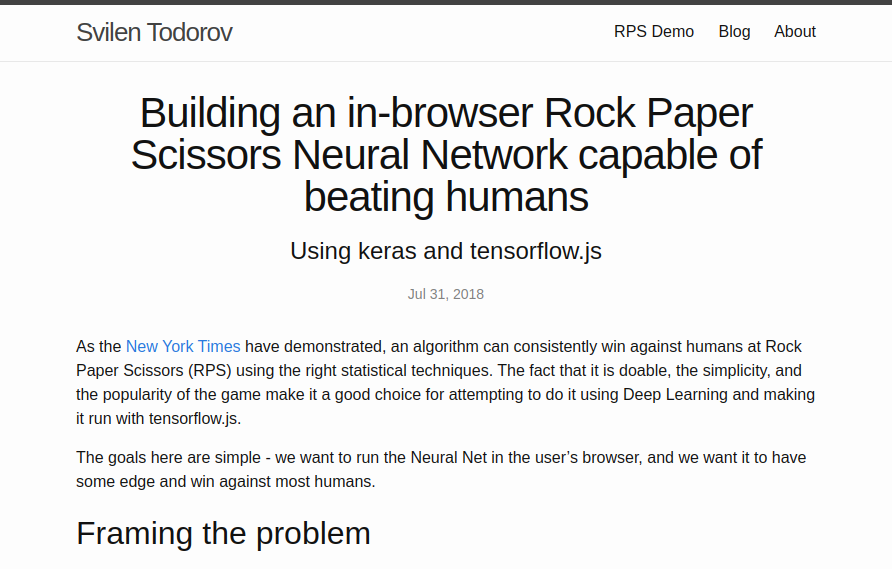 Svilen Todorov
RPS Demo Blog About
Building an in-browser Rock Paper
Scissors Neural Network capable of
beating humans
Using keras and tensorflow.js
Jul 31, 2018
As the New York Times have demonstrated, an algorithm can consistently win against humans at Rock
Paper Scissors (RPS) using the right statistical techniques. The fact that it is doable, the simplicity, and
the popularity of the game make it a good choice for attempting to do it using Deep Learning and making
it run with tensorflow.js.
The goals here are simple - we want to run the Neural Net in the user’s browser, and we want it to have
some edge and win against most humans.
Framing the problem